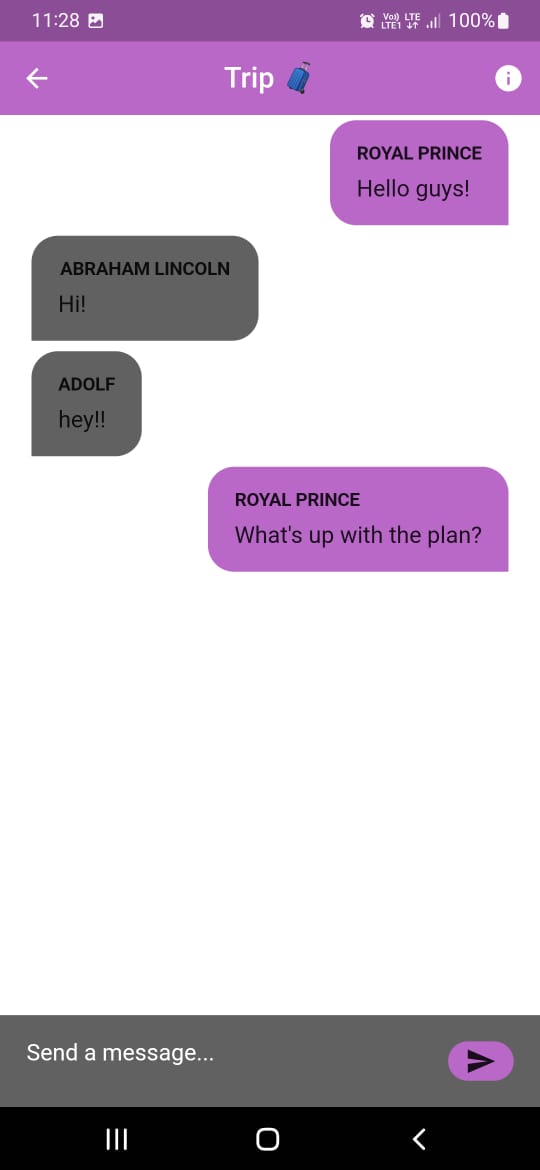 11:28 Vo)) LTE 100%
LTE1
Trip
ROYAL PRINCE
Hello guys!
ABRAHAM LINCOLN
Hi!
ADOLF
hey!!
ROYAL PRINCE
What's up with the plan?
Send a message...